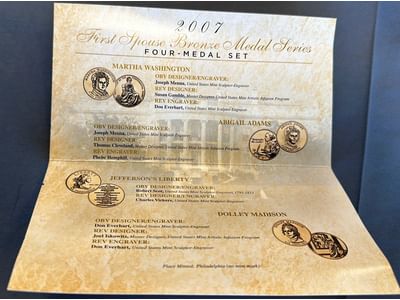 2007
First Spouse Bronze Medal Series
FOUR-MEDAL SET
MARTHA WASHINGTON
OBV DESIGNER/ENGRAVER:
Joseph Menna, United States Mint Sculptor-Engraver
REV DESIGNER:
Susan Gamble, Master Designer, United States Mint Artistic Infusion Program
REV ENGRAVER:
Don Everhart, United States Mint Sculptor-Engraver
ABIGAIL ADAMS
OBV DESIGNER/ENGRAVER:
Joseph Menna, United States Mint Sculptor-Engraver
REV DESIGNER:
Thomas Cleveland, Master Designer, United States Mint Artistic Infusion Program
REV ENGRAVER:
Phebe Hemphill, United States Mint Sculptor-Engraver
JEFFERSON'S LIBERTY
OBV DESIGNER/ENGRAVER:
Robert Scot, United States Mint Engraver,
REV DESIGNER/ENGRAVER:
Charles Vickers, United States Mint Sculptor-Engraver
DOLLEY MADISON
OBV DESIGNER/ENGRAVER:
Don Everhart, United States Mint Sculptor-Engraver
REV DESIGNER:
Joel Iskowitz, Master Designer, United States Mint Artistic Infusion Program
REV ENGRAVER:
Don Everhart, United States Mint Sculptor-Engraver
Place Minted: Philadelphia (no mint mark)